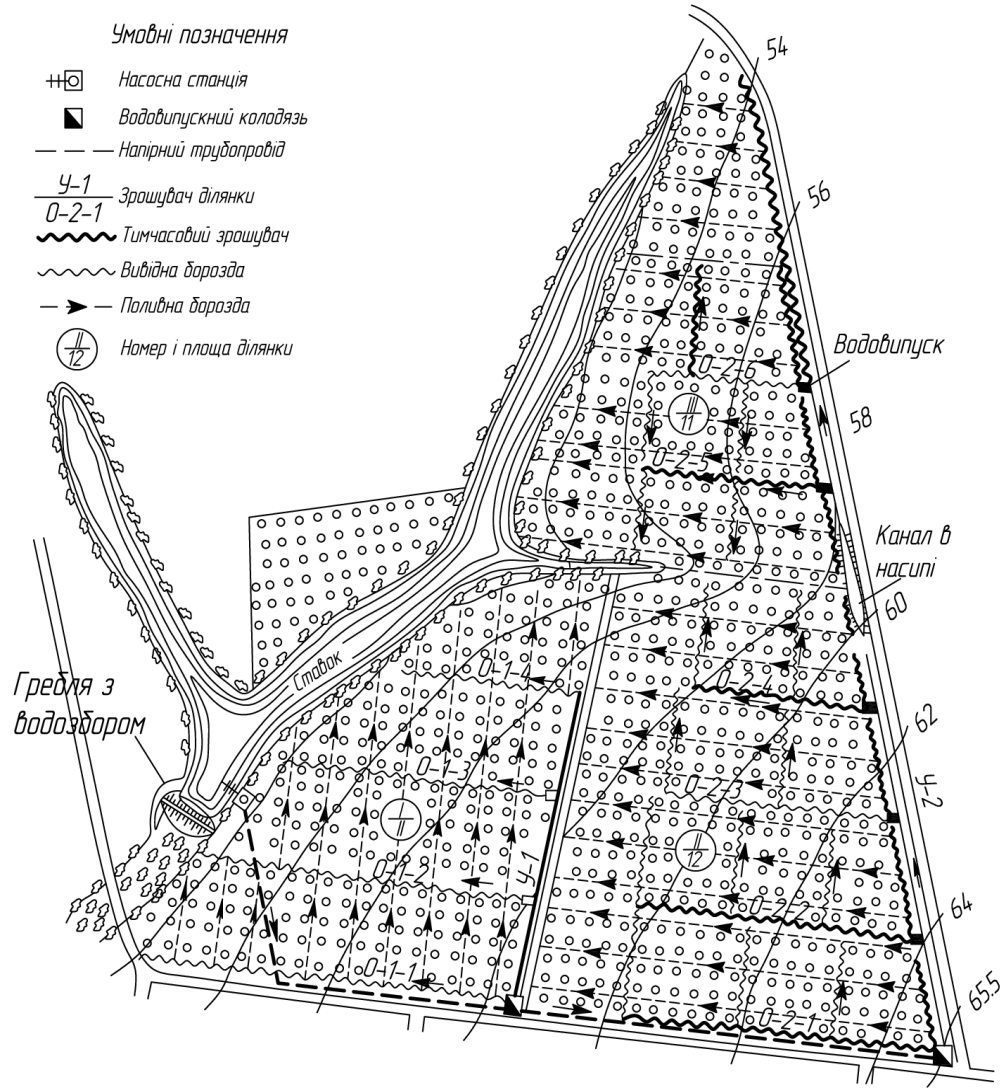 Умовні позначення
Насосна станція
Водовипускний колодязь
Напірний трубопровід
У-1
О-2-1
Зрошувач ділянки
Тимчасовий зрошувач
Вивідна борозда
Поливна борозда
II
12
Номер і площа ділянки
54
56
Водовипуск
58
О-2-6
III
11
О-2-5
Канал в
насипі
60
Ставок
О-1-4
О-2-4
Гребля з
водозбором
62
О-1-3
О-2-3
У-2
I
11
II
12
О-1-2
У-1
О-2-2
64
О-1-1
О-2-1
65.5